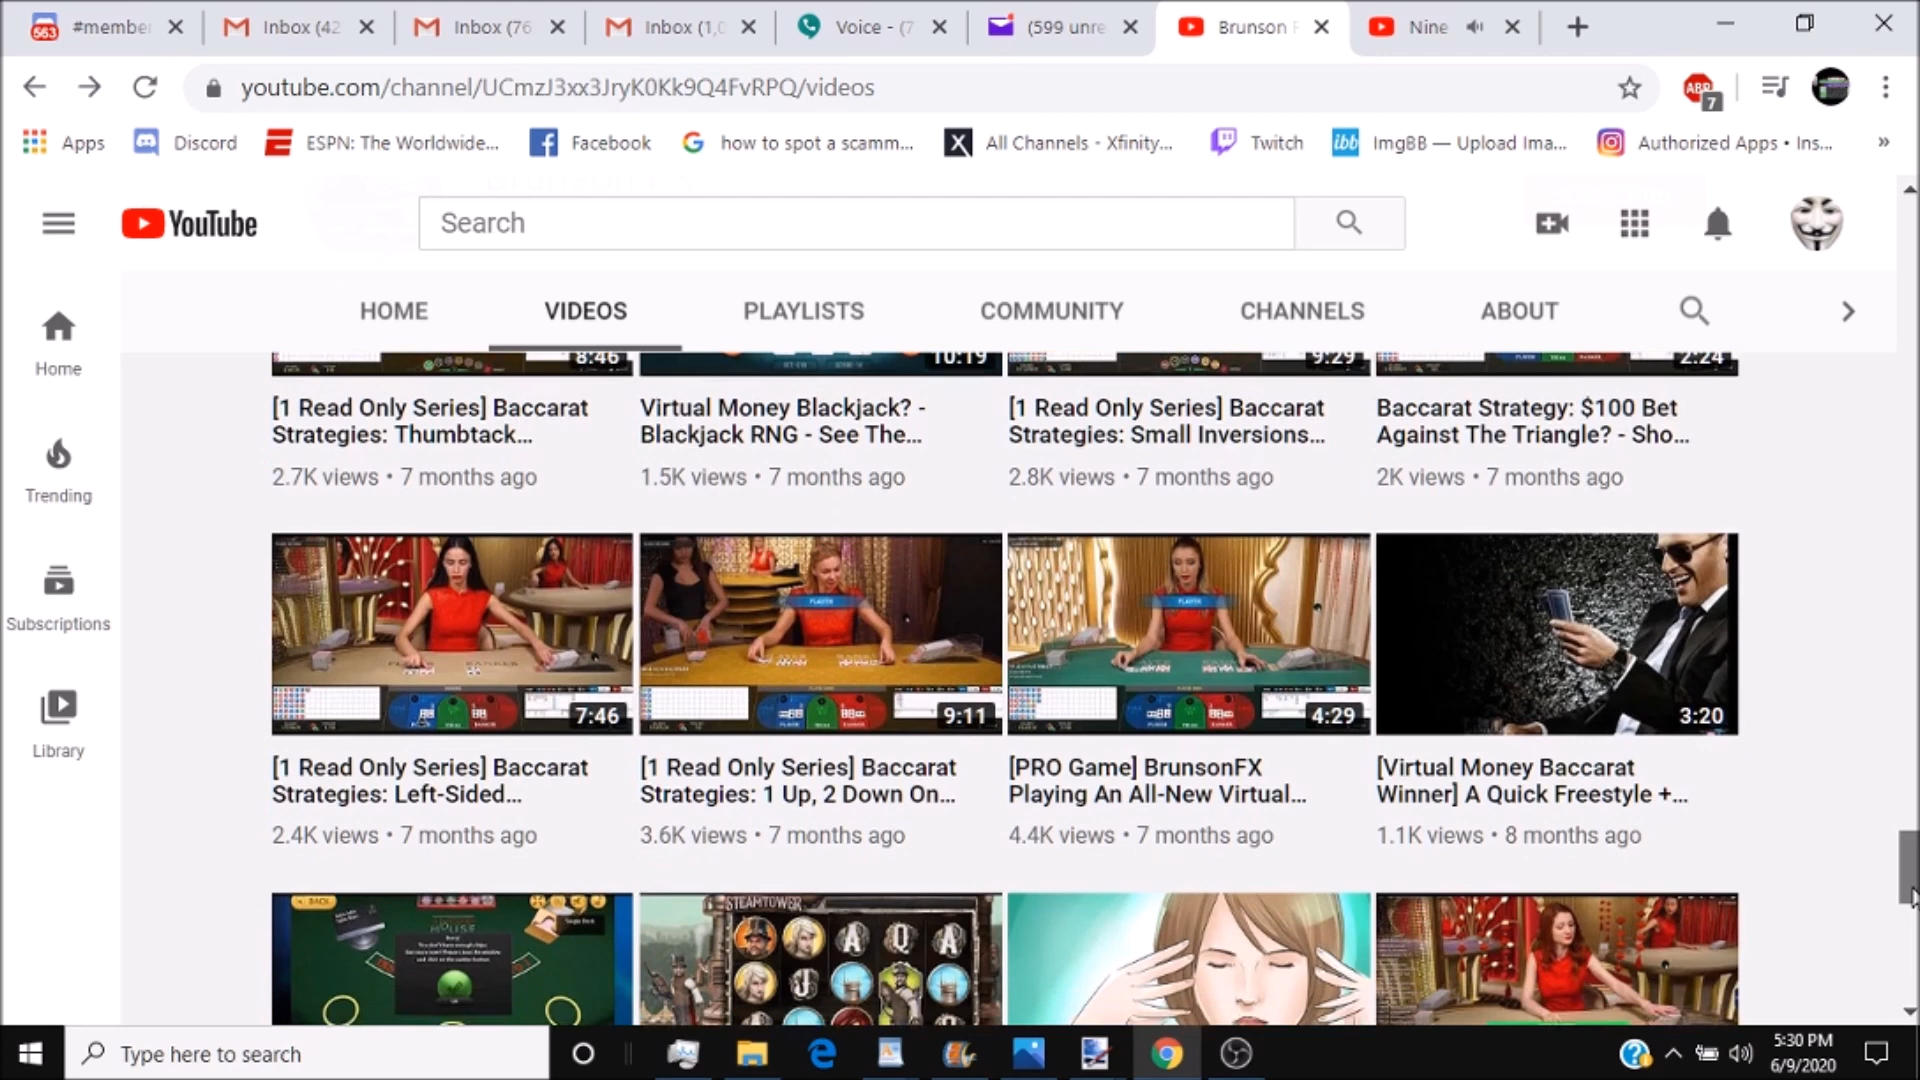 563 #member Inbox (42 Inbox (76 Inbox (1,0 Voice - (7 (599 unre Brunson F Nine
youtube.com/channel/UCmzJ3xx3JryK0Kk9Q4FvRPQ/videos ABP 7
Apps Discord ESPN: The Worldwide... Facebook how to spot a scamm... All Channels - Xfinity... Twitch ibb ImgBB — Upload Ima... Authorized Apps • Ins... »
YouTube Search
HOME VIDEOS PLAYLISTS COMMUNITY CHANNELS ABOUT
Home
Trending
Subscriptions
Library
8:46 10:19 9:29 2:24
[1 Read Only Series] Baccarat
Strategies: Thumbtack...
2.7K views • 7 months ago
Virtual Money Blackjack? -
Blackjack RNG - See The...
1.5K views • 7 months ago
[1 Read Only Series] Baccarat
Strategies: Small Inversions...
2.8K views • 7 months ago
Baccarat Strategy: $100 Bet
Against The Triangle? - Sho...
2K views • 7 months ago
7:46
PLAYER
9:11
PLAYER
4:29
3:20
[1 Read Only Series] Baccarat
Strategies: Left-Sided...
2.4K views • 7 months ago
[1 Read Only Series] Baccarat
Strategies: 1 Up, 2 Down On...
3.6K views • 7 months ago
[PRO Game] BrunsonFX
Playing An All-New Virtual...
4.4K views • 7 months ago
[Virtual Money Baccarat
Winner] A Quick Freestyle +...
1.1K views • 8 months ago
BACK
STEAMTOWER
A Q A
Type here to search
5:30 PM
6/9/2020